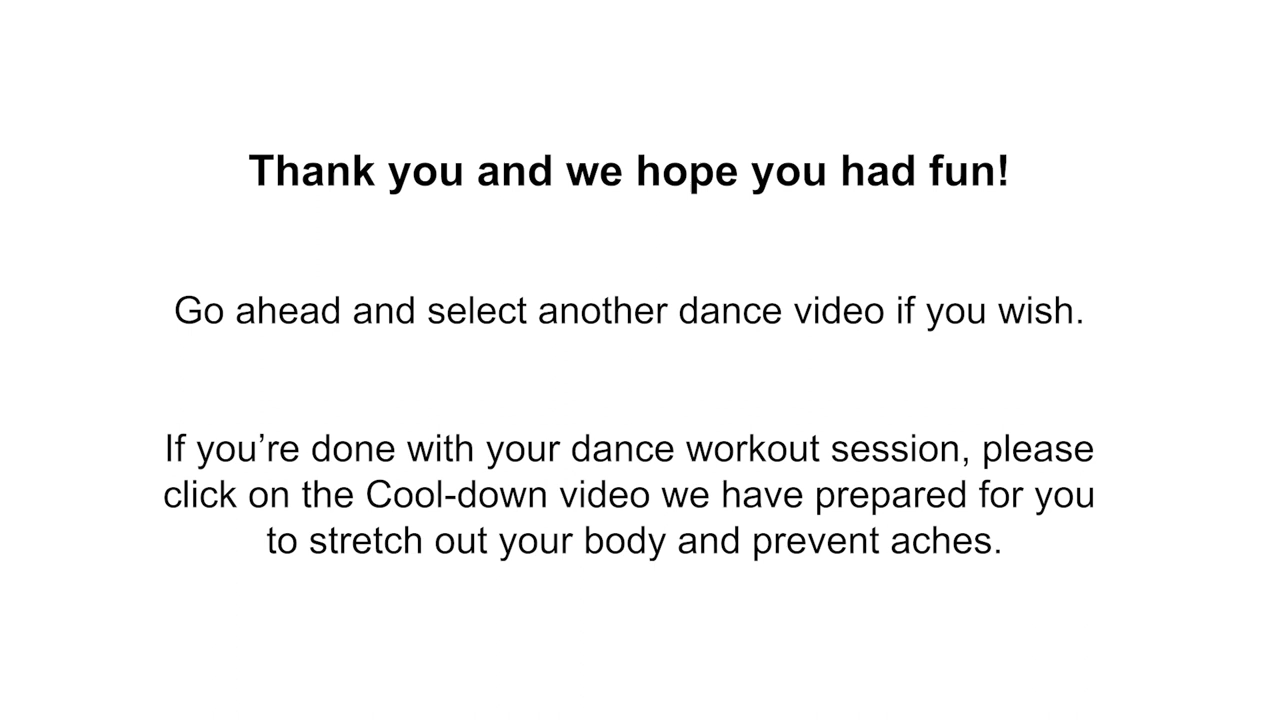 Thank you and we hope you had fun!
Go ahead and select another dance video if you wish.
If you’re done with your dance workout session, please
click on the Cool-down video we have prepared for you
to stretch out your body and prevent aches.